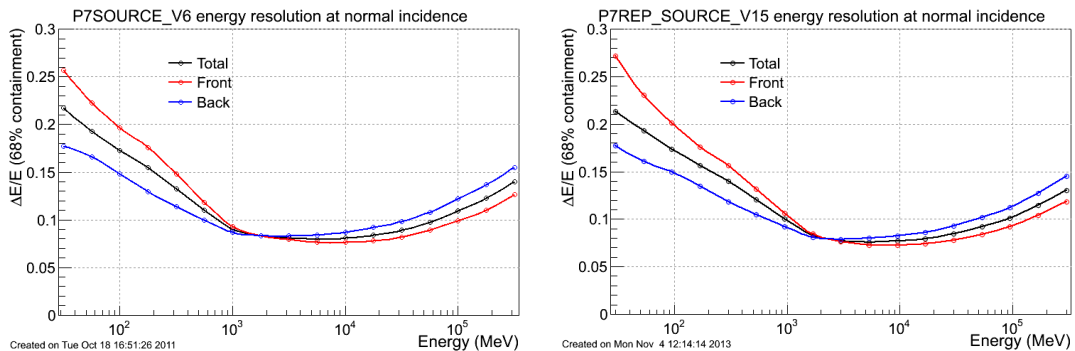 P7SOURCE_V6 energy resolution at normal incidence
ΔE/E (68% containment)
0.3
0.25
0.2
0.15
0.1
0.05
0
Total
Front
Back
10²
10³
10⁴
10⁵
Energy (MeV)
Created on Tue Oct 18 16:51:26 2011
P7REP_SOURCE_V15 energy resolution at normal incidence
ΔE/E (68% containment)
0.3
0.25
0.2
0.15
0.1
0.05
0
Total
Front
Back
10²
10³
10⁴
10⁵
Energy (MeV)
Created on Mon Nov 4 12:14:14 2013